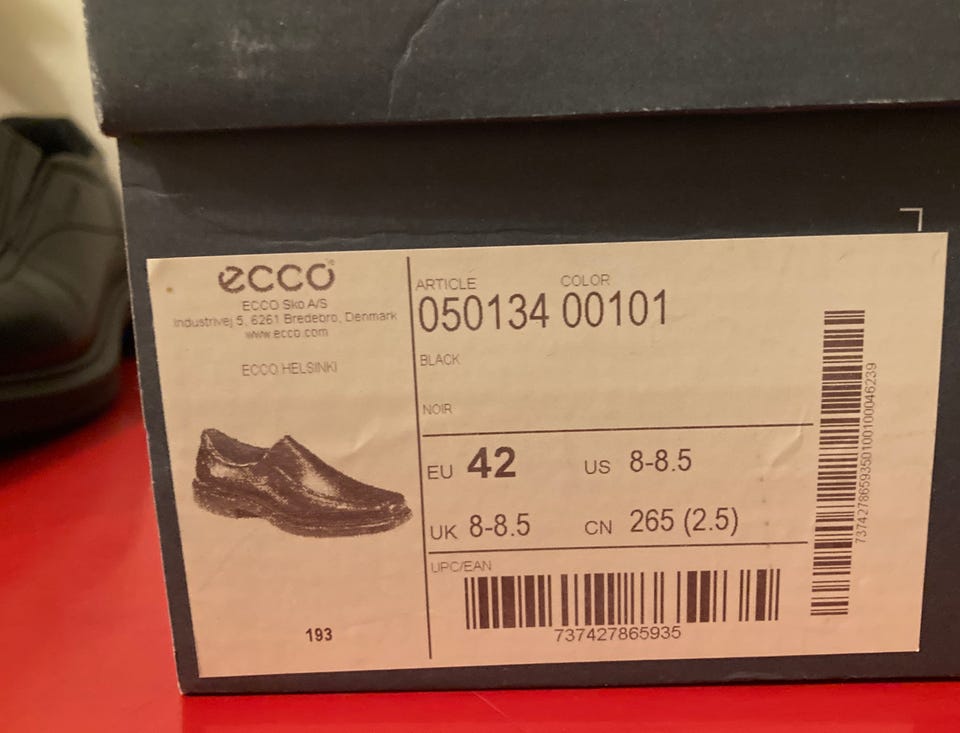 ecco
ECCO Sko A/S
Industrivej 5, 6261 Bredebro, Denmark
www.ecco.com
ECCO HELSINKI
193
ARTICLE COLOR
050134 00101
BLACK
NOIR
EU 42 US 8-8.5
UK 8-8.5 CN 265 (2.5)
UPC/EAN
737427865935